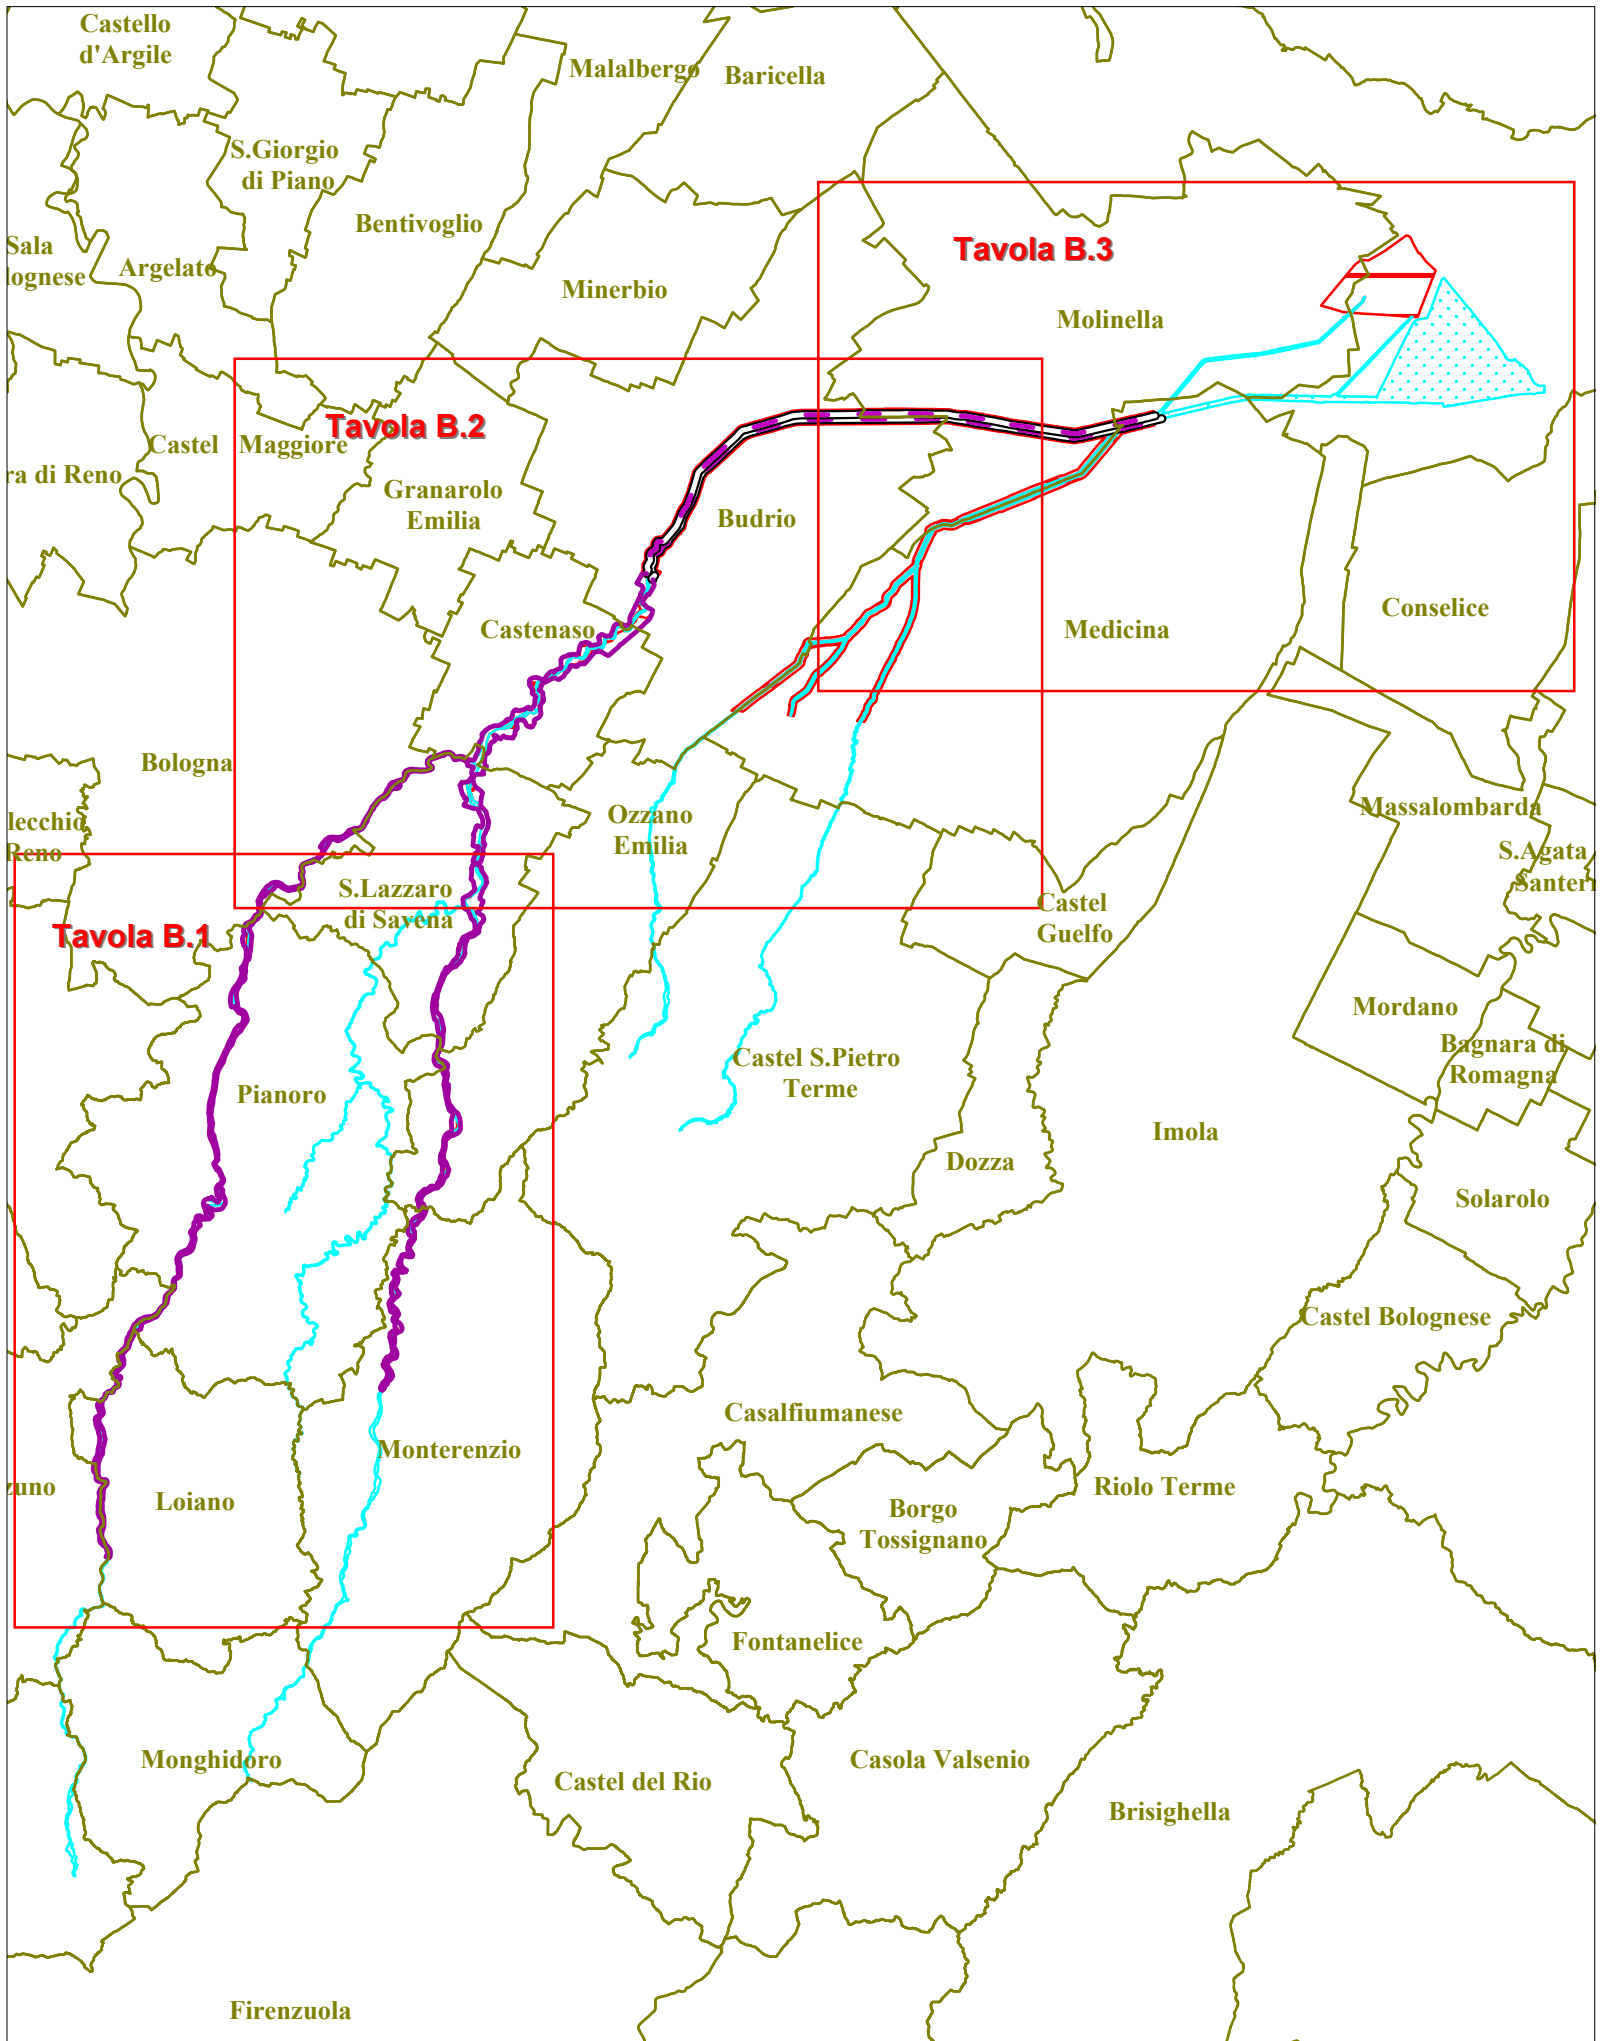 Castello
d'Argile
Malalbergo
Baricella
S.Giorgio
di Piano
Bentivoglio
Sala
lognese
Argelato
Minerbio
Tavola B.3
Molinella
Tavola B.2
Castel Maggiore
ra di Reno
Granarolo
Emilia
Budrio
Castenaso
Medicina
Conselice
Bologna
Ozzano
Emilia
Massalombarda
lecchio
Reno
S.Agata
Santer
S.Lazzaro
di Savena
Castel
Guelfo
Tavola B.1
Mordano
Bagnara di
Romagna
Castel S.Pietro
Terme
Pianoro
Imola
Dozza
Solarolo
Castel Bolognese
Casalfiumanese
Monterenzio
zuno
Loiano
Riolo Terme
Borgo
Tossignano
Fontanelice
Monghidoro
Castel del Rio
Casola Valsenio
Brisighella
Firenzuola